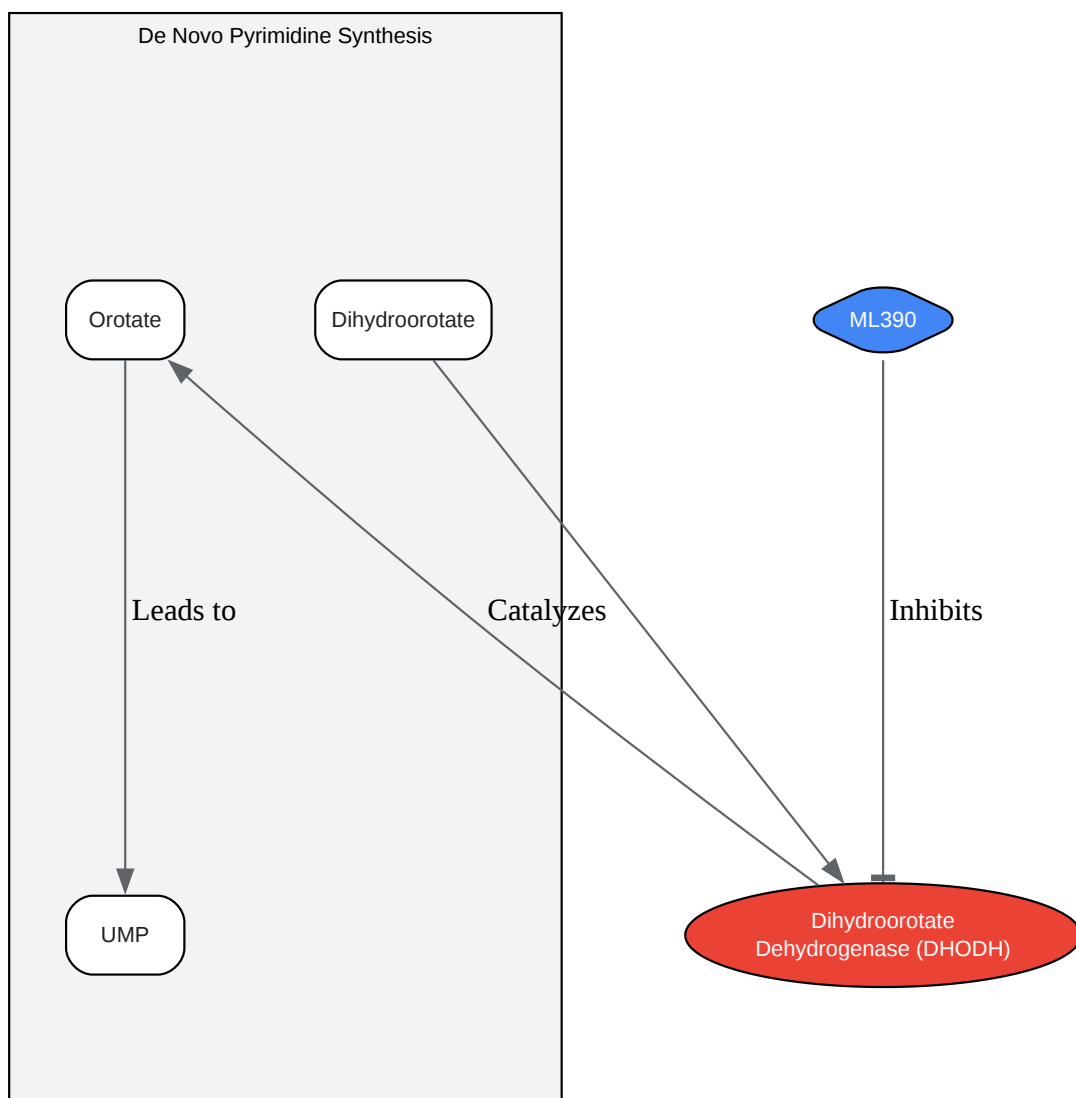 De Novo Pyrimidine Synthesis
Orotate
Dihydroorotate
ML390
Leads to
Catalyzes
Inhibits
UMP
Dihydroorotate
Dehydrogenase (DHODH)